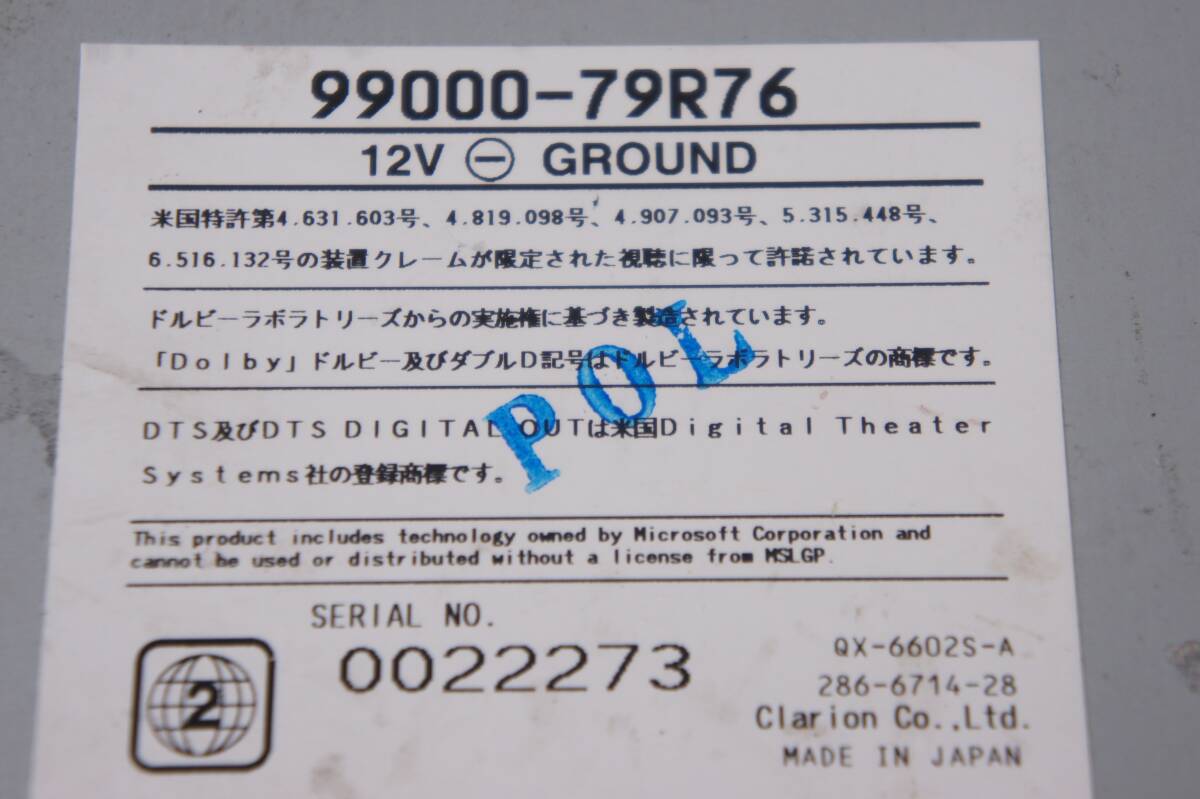 99000-79R76
12V ⊖ GROUND
米国特許第4.631.603号、4.819.098号、4.907.093号、5.315.448号、
6.516.132号の装置クレームが限定された視聴に限って許諾されています。
ドルビーラボラトリーズからの実施権に基づき製造されています。
「Dolby」ドルビー及びダブルD記号はドルビーラボラトリーズの商標です。
DTS及びDTS DIGITAL OUTは米国Digital Theater
Systems社の登録商標です。
POL
This product includes technology owned by Microsoft Corporation and
cannot be used or distributed without a license from MSLGP.
SERIAL NO.
0022273
2
QX-6602S-A
286-6714-28
Clarion Co.,Ltd.
MADE IN JAPAN